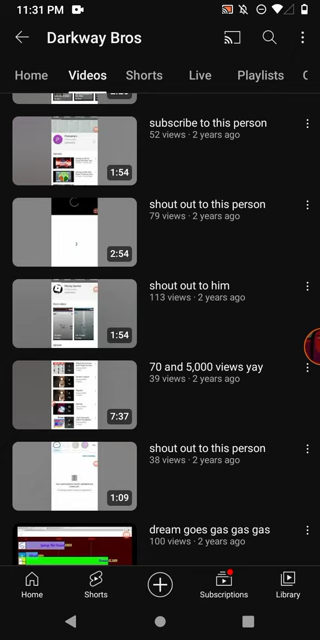 11:31 PM
Darkway Bros
Home Videos Shorts Live Playlists C
subscribe to this person
52 views · 2 years ago
1:54
shout out to this person
79 views · 2 years ago
2:54
shout out to him
113 views · 2 years ago
1:54
70 and 5,000 views yay
39 views · 2 years ago
7:37
shout out to this person
38 views · 2 years ago
1:09
dream goes gas gas gas
100 views · 2 years ago
Home Shorts Subscriptions Library